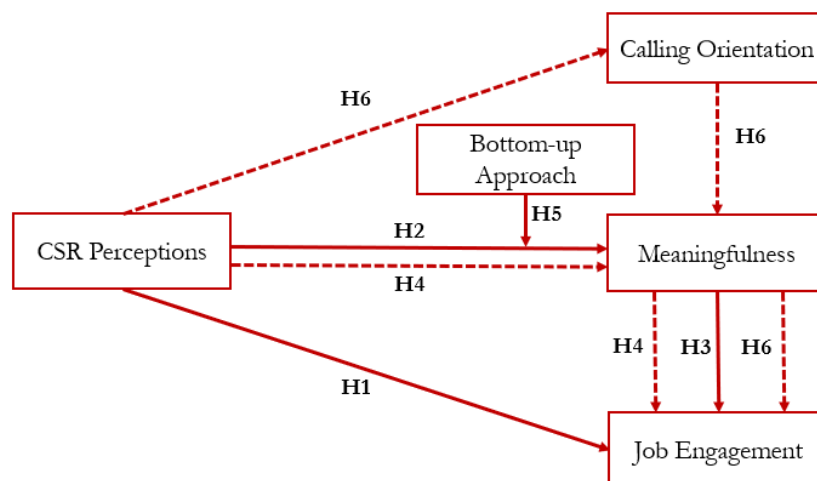 Calling Orientation
H6
H6
Bottom-up
Approach
H5
H2
CSR Perceptions
Meaningfulness
H4
H4
H3
H6
H1
Job Engagement